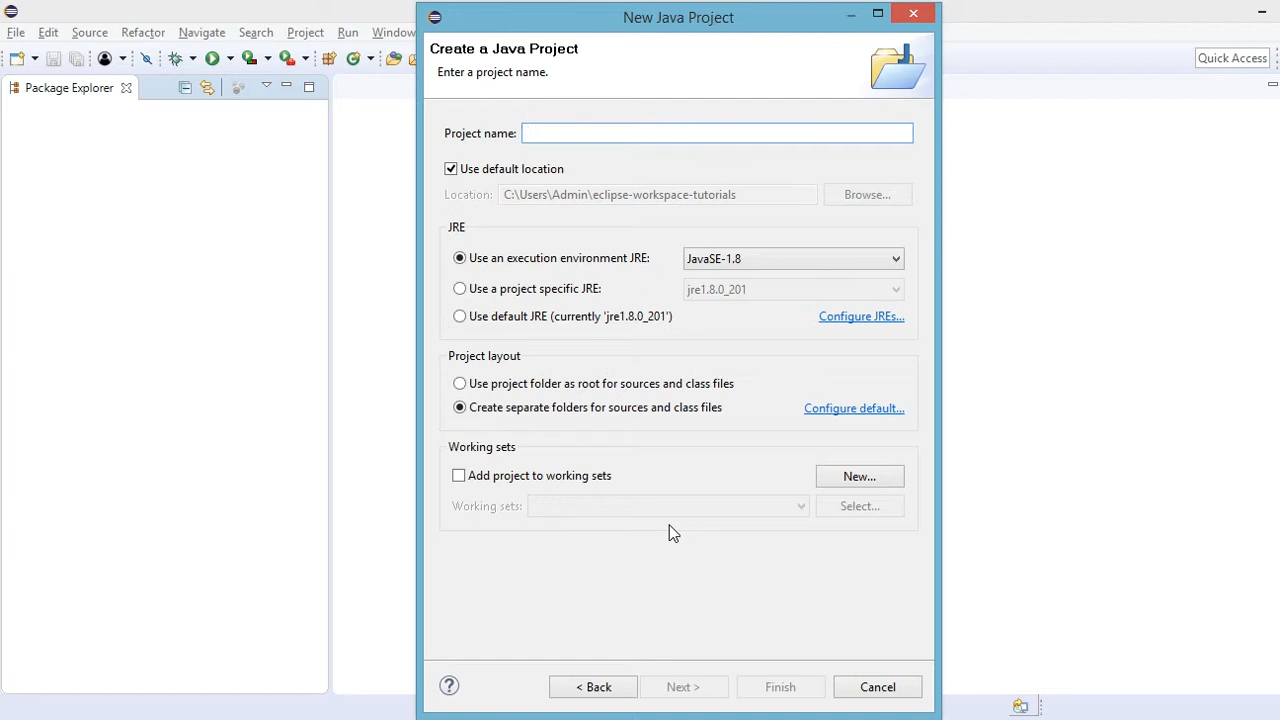 New Java Project
File Edit Source Refactor Navigate Search Project Run Window
Create a Java Project
Enter a project name.
Quick Access
Package Explorer
Project name:
Use default location
Location: C:\Users\Admin\eclipse-workspace-tutorials Browse...
JRE
Use an execution environment JRE: JavaSE-1.8
Use a project specific JRE: jre1.8.0_201
Use default JRE (currently 'jre1.8.0_201') Configure JREs...
Project layout
Use project folder as root for sources and class files
Create separate folders for sources and class files Configure default...
Working sets
Add project to working sets New...
Working sets: Select...
? < Back Next > Finish Cancel